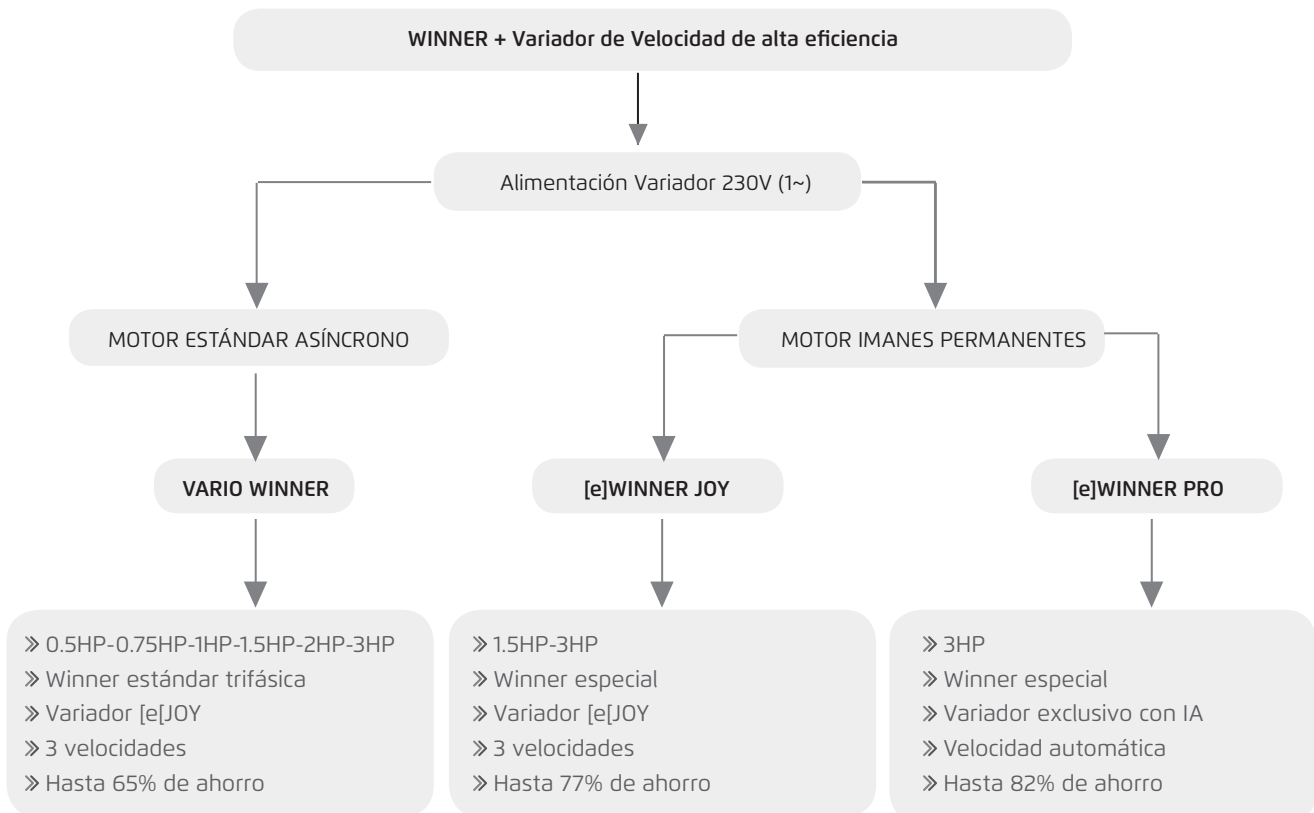 WINNER + Variador de Velocidad de alta eficiencia
Alimentación Variador 230V (1~)
MOTOR ESTÁNDAR ASÍNCRONO
MOTOR IMANES PERMANENTES
VARIO WINNER
[e]WINNER JOY
[e]WINNER PRO
» 0.5HP-0.75HP-1HP-1.5HP-2HP-3HP
» Winner estándar trifásica
» Variador [e[JOY
» 3 velocidades
» Hasta 65% de ahorro
» 1.5HP-3HP
» Winner especial
» Variador [e[JOY
» 3 velocidades
» Hasta 77% de ahorro
» 3HP
» Winner especial
» Variador exclusivo con IA
» Velocidad automática
» Hasta 82% de ahorro